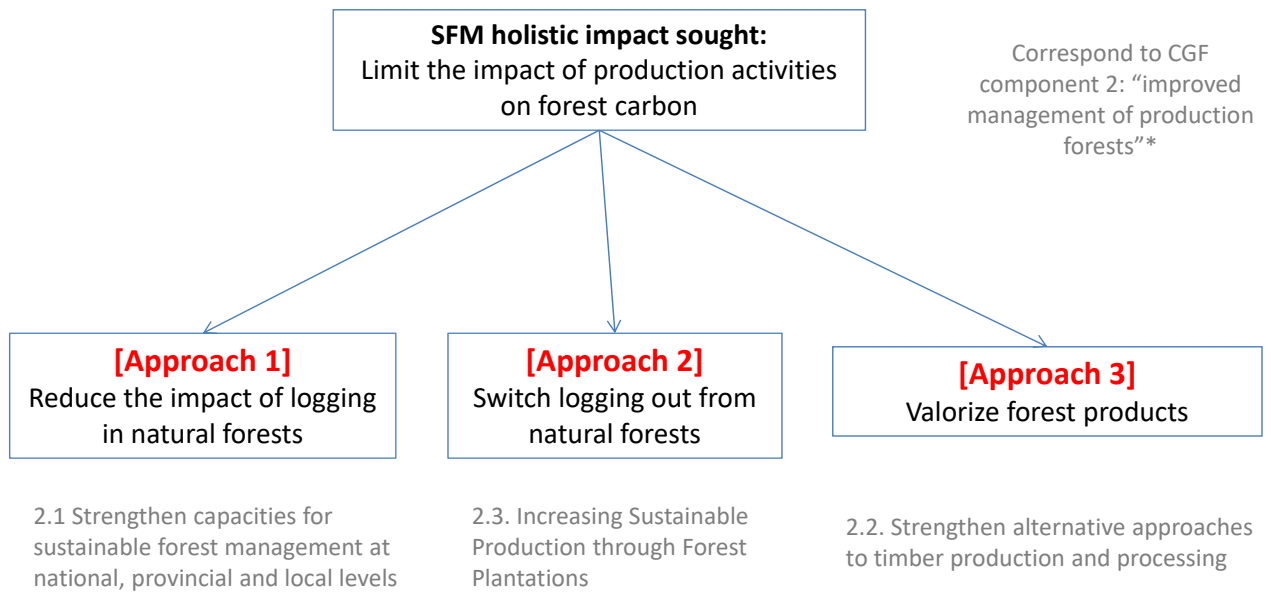 SFM holistic impact sought:
Limit the impact of production activities
on forest carbon
Correspond to CGF
component 2: “improved
management of production
forests”*
[Approach 1]
Reduce the impact of logging
in natural forests
[Approach 2]
Switch logging out from
natural forests
[Approach 3]
Valorize forest products
2.1 Strengthen capacities for
sustainable forest management at
national, provincial and local levels
2.3. Increasing Sustainable
Production through Forest
Plantations
2.2. Strengthen alternative approaches
to timber production and processing